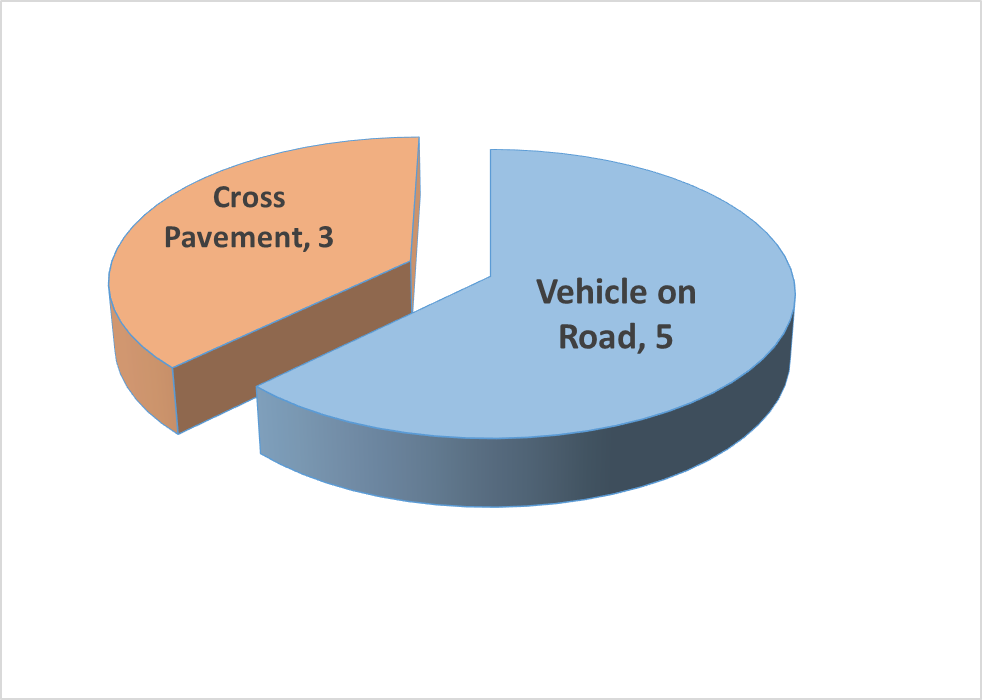 Cross
Pavement, 3
Vehicle on
Road, 5